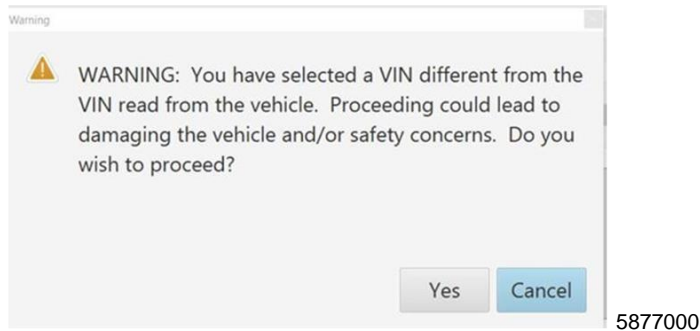 Warning
WARNING: You have selected a VIN different from the
VIN read from the vehicle. Proceeding could lead to
damaging the vehicle and/or safety concerns. Do you
wish to proceed?
Yes Cancel
5877000